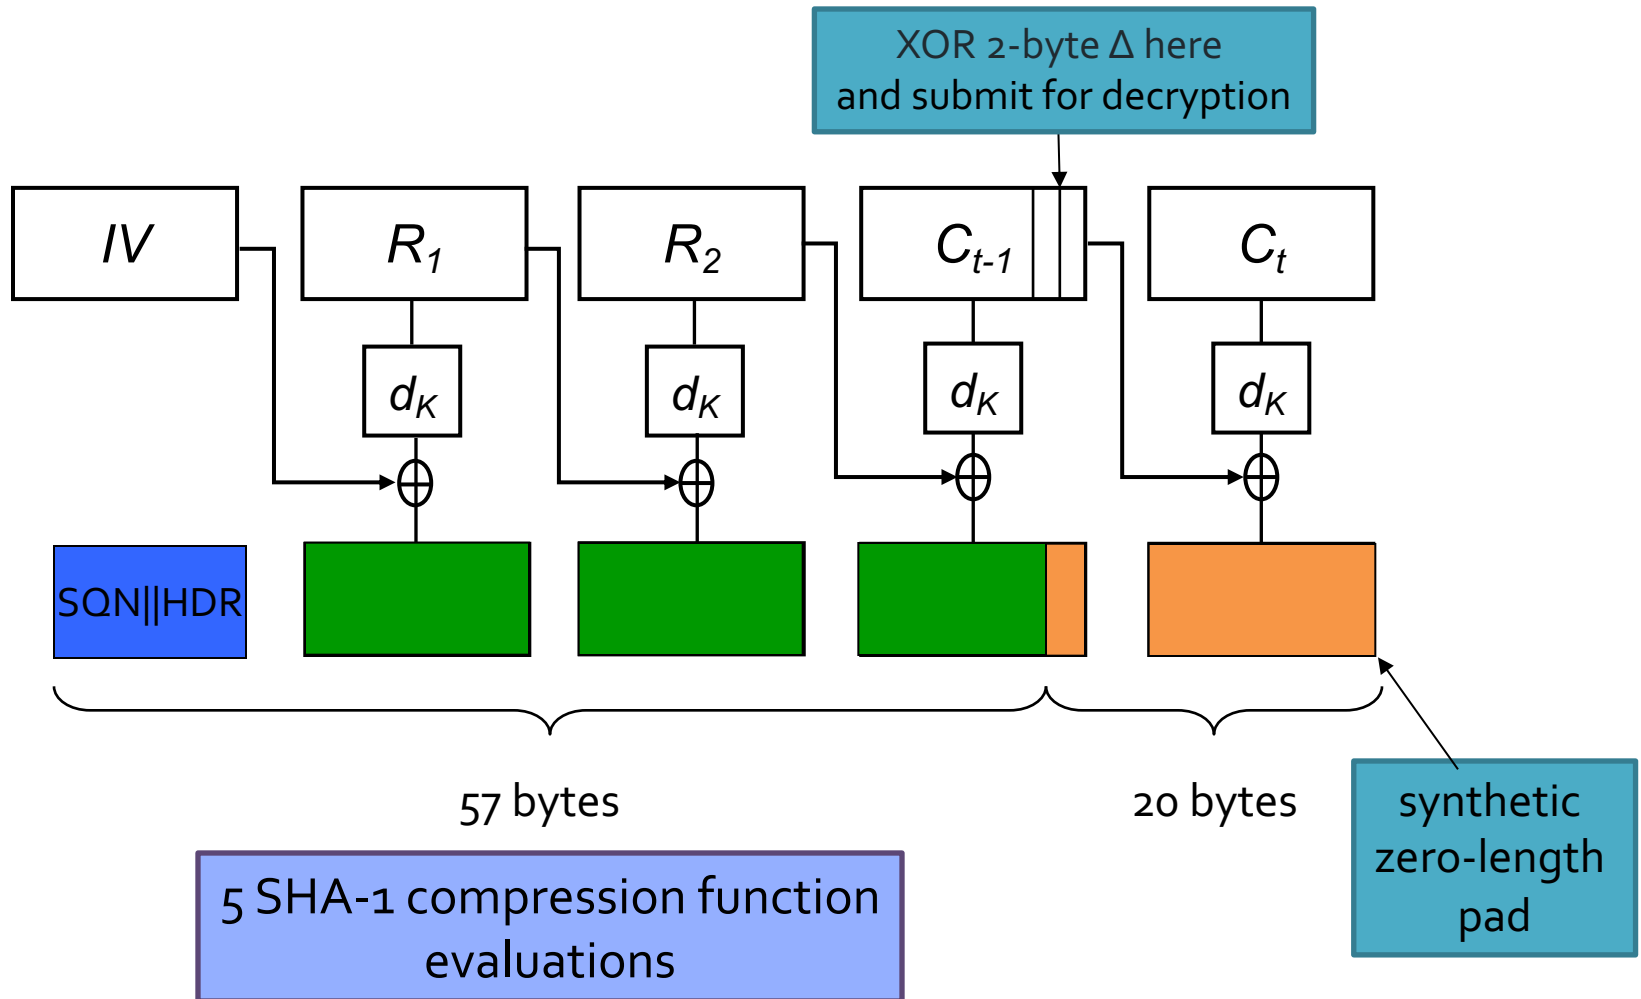 XOR 2-byte Δ here
and submit for decryption
IV
R1
R2
Ct-1
Ct
dK
dK
dK
dK
SQN||HDR
57 bytes
20 bytes
5 SHA-1 compression function
evaluations
synthetic
zero-length
pad